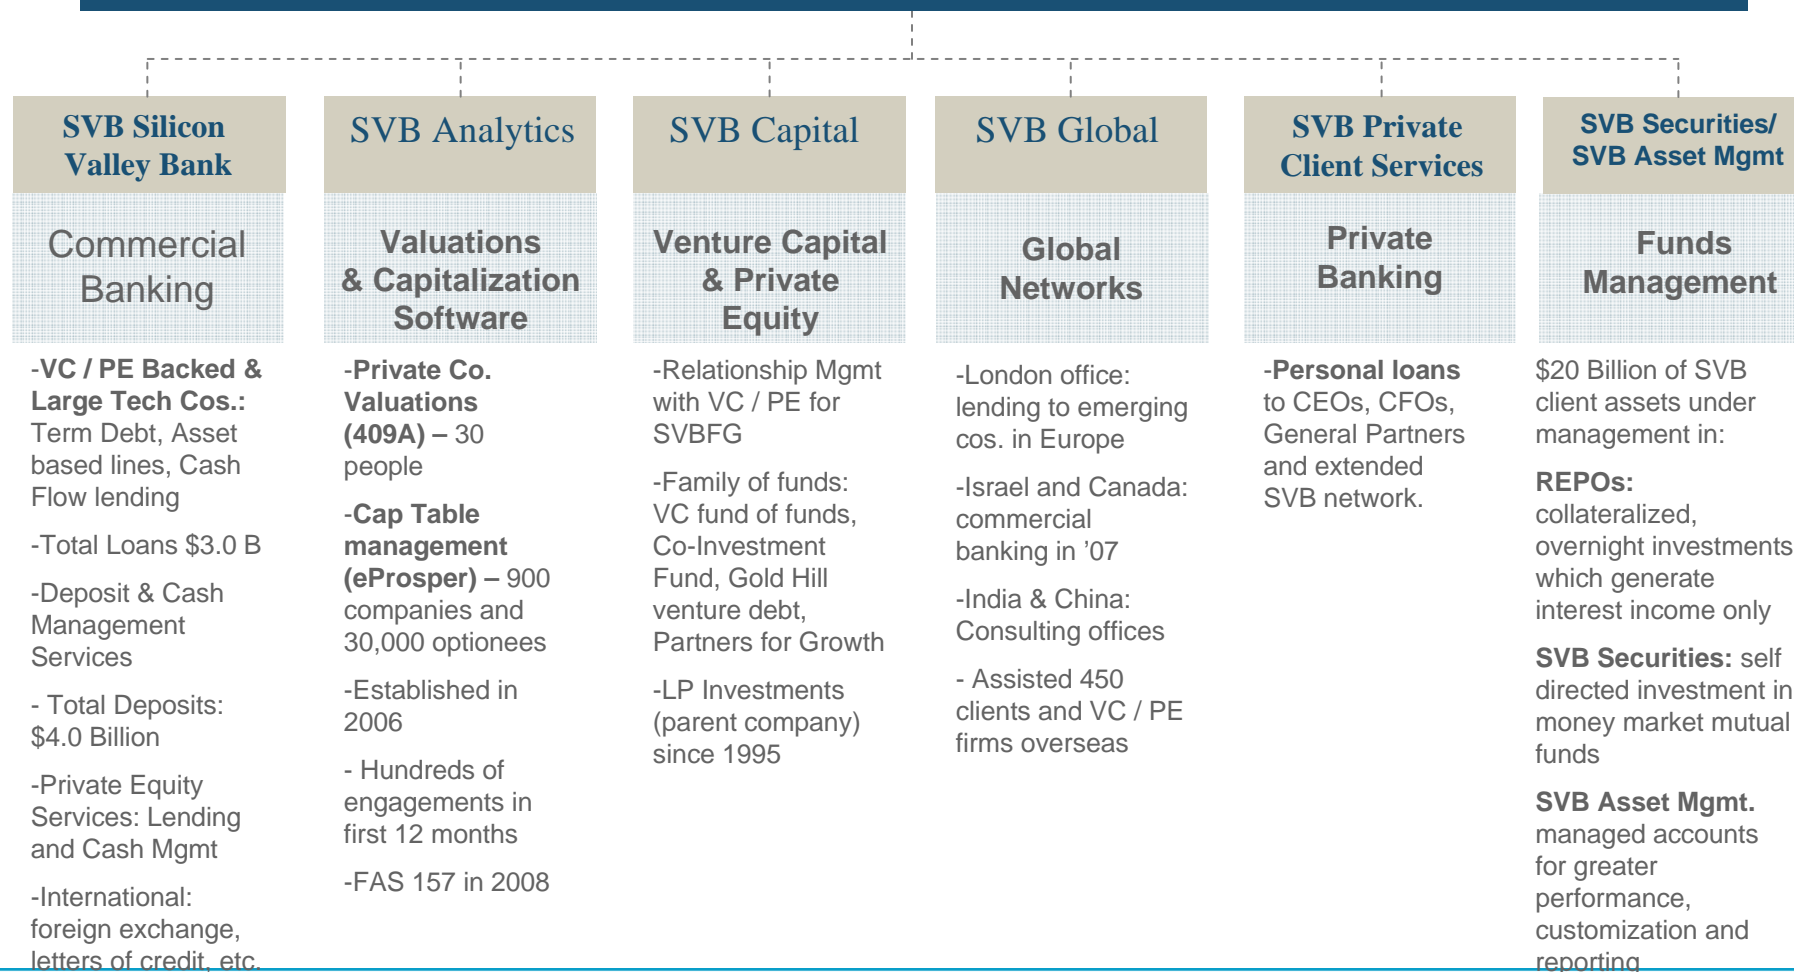 SVB Silicon
Valley Bank
Commercial
Banking
-VC / PE Backed &
Large Tech Cos.:
Term Debt, Asset
based lines, Cash
Flow lending
-Total Loans $3.0 B
-Deposit & Cash
Management
Services
- Total Deposits:
$4.0 Billion
-Private Equity
Services: Lending
and Cash Mgmt
-International:
foreign exchange,
letters of credit, etc.
SVB Analytics
Valuations
& Capitalization
Software
-Private Co.
Valuations
(409A) – 30
people
-Cap Table
management
(eProsper) – 900
companies and
30,000 optionees
-Established in
2006
- Hundreds of
engagements in
first 12 months
-FAS 157 in 2008
SVB Capital
Venture Capital
& Private
Equity
-Relationship Mgmt
with VC / PE for
SVBFG
-Family of funds:
VC fund of funds,
Co-Investment
Fund, Gold Hill
venture debt,
Partners for Growth
-LP Investments
(parent company)
since 1995
SVB Global
Global
Networks
-London office:
lending to emerging
cos. in Europe
-Israel and Canada:
commercial
banking in ’07
-India & China:
Consulting offices
- Assisted 450
clients and VC / PE
firms overseas
SVB Private
Client Services
Private
Banking
-Personal loans
to CEOs, CFOs,
General Partners
and extended
SVB network.
SVB Securities/
SVB Asset Mgmt
Funds
Management
$20 Billion of SVB
client assets under
management in:
REPOs:
collateralized,
overnight investments
which generate
interest income only
SVB Securities: self
directed investment in
money market mutual
funds
SVB Asset Mgmt.
managed accounts
for greater
performance,
customization and
reporting